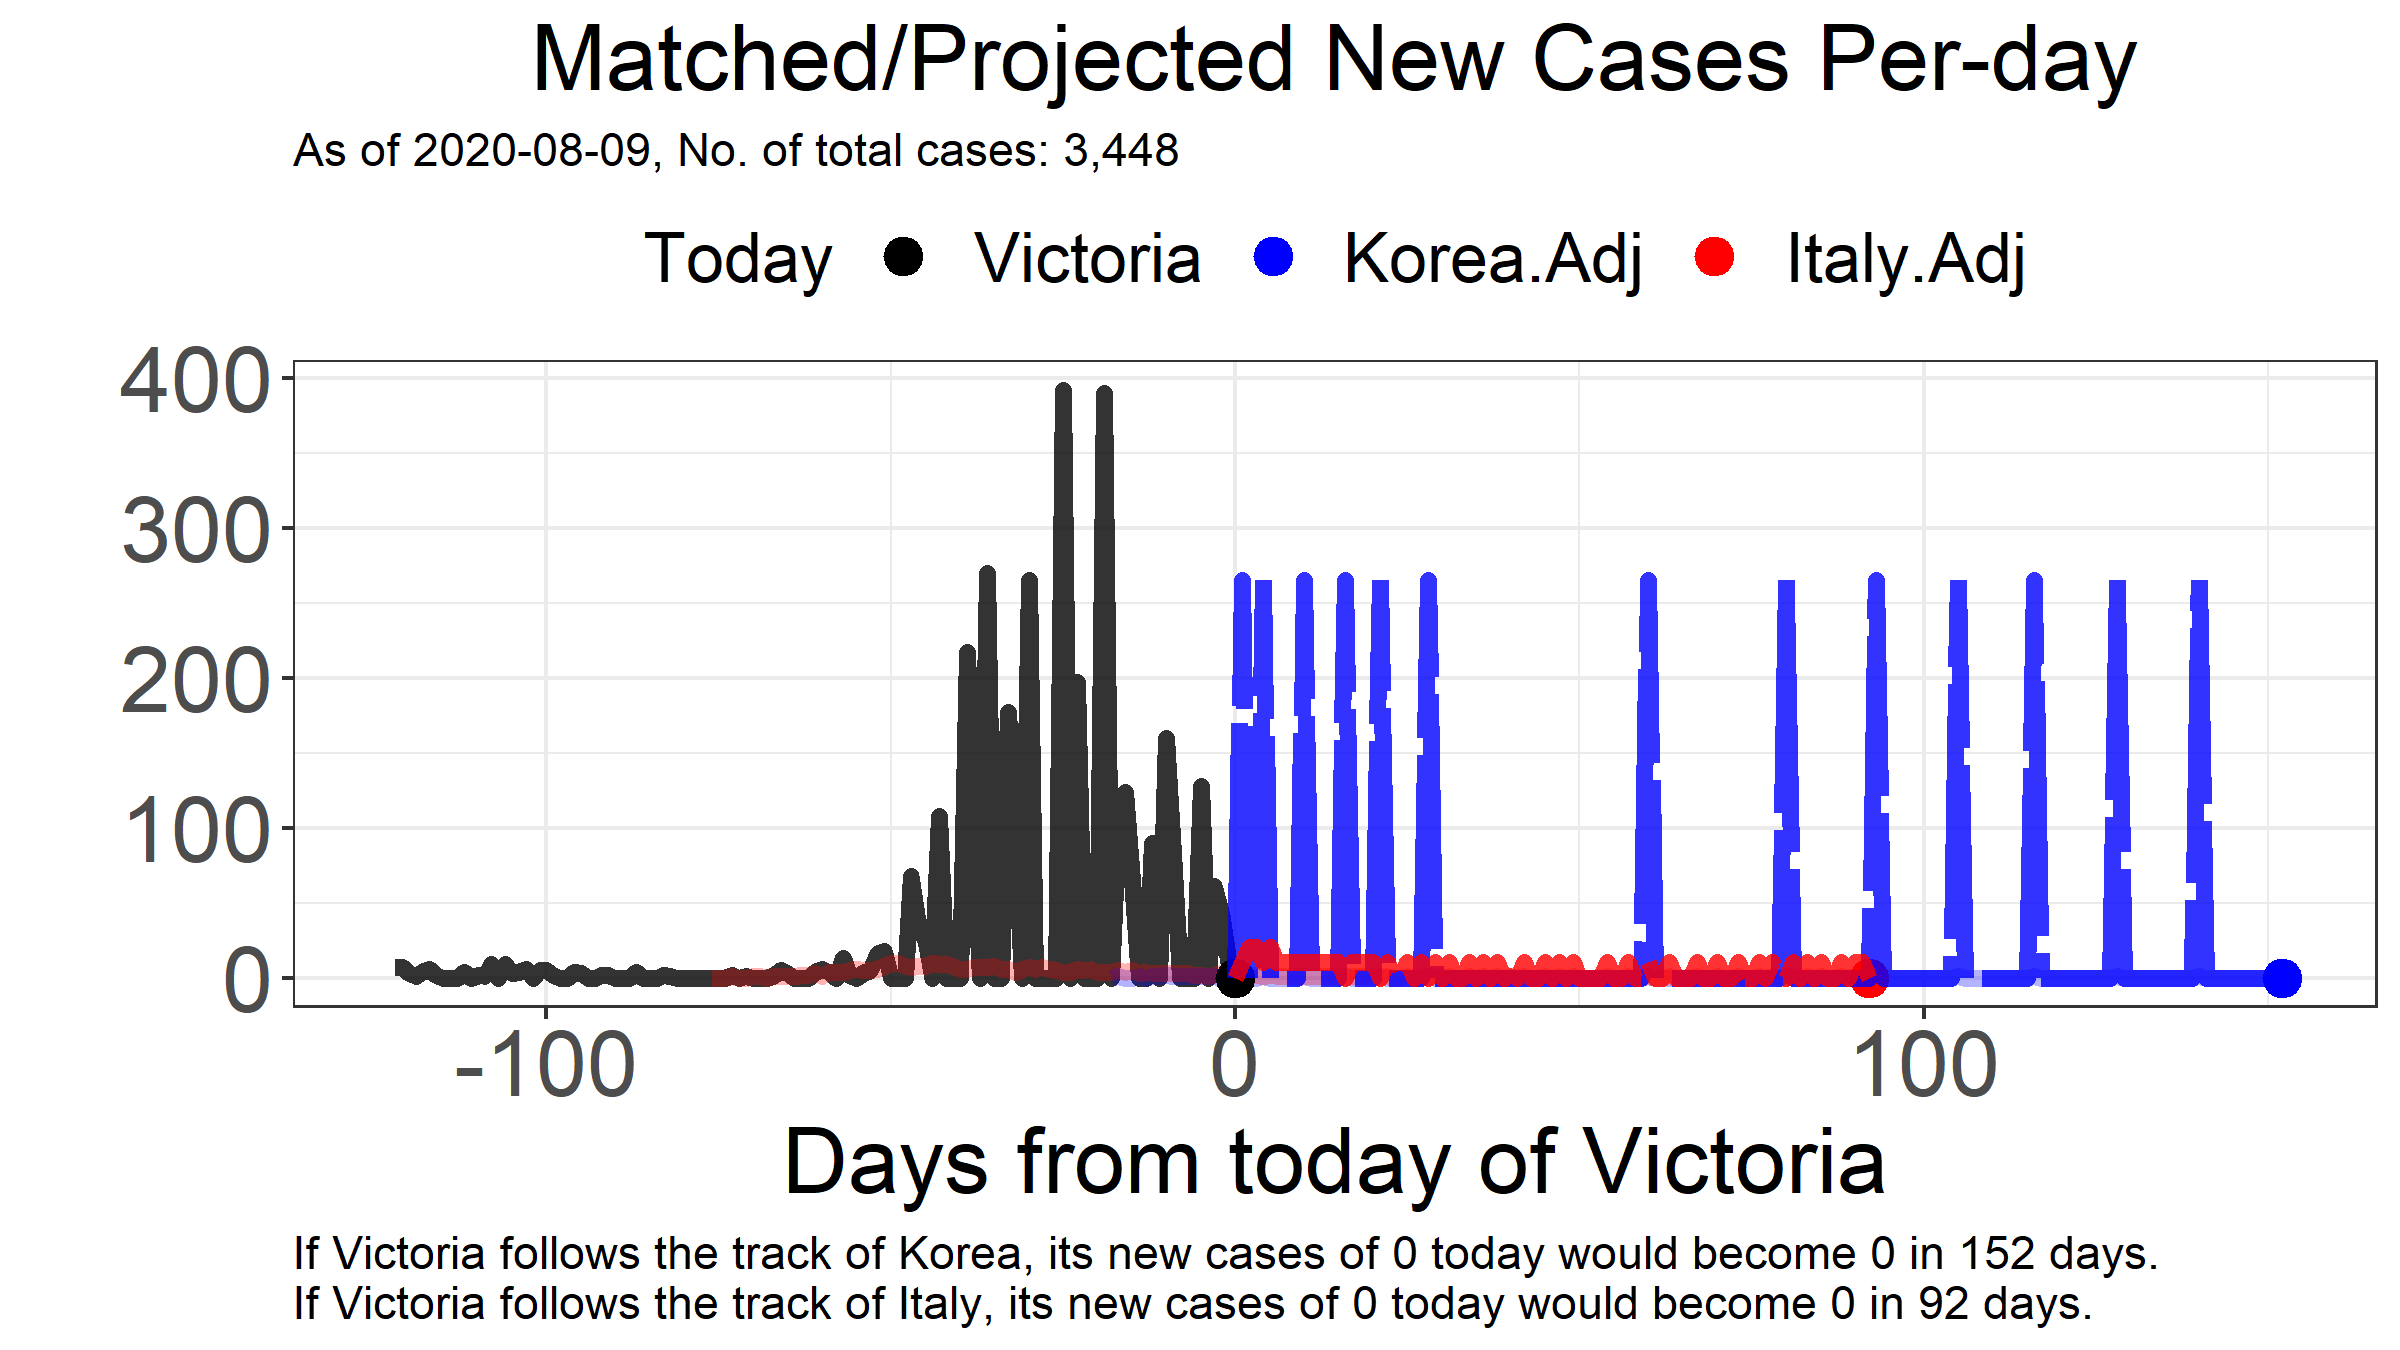 Matched/Projected New Cases Per-day
As of 2020-08-09, No. of total cases: 3,448
Today Victoria Korea.Adj Italy.Adj
400
300
200
100
0
-100 0 100
Days from today of Victoria
If Victoria follows the track of Korea, its new cases of 0 today would become 0 in 152 days.
If Victoria follows the track of Italy, its new cases of 0 today would become 0 in 92 days.